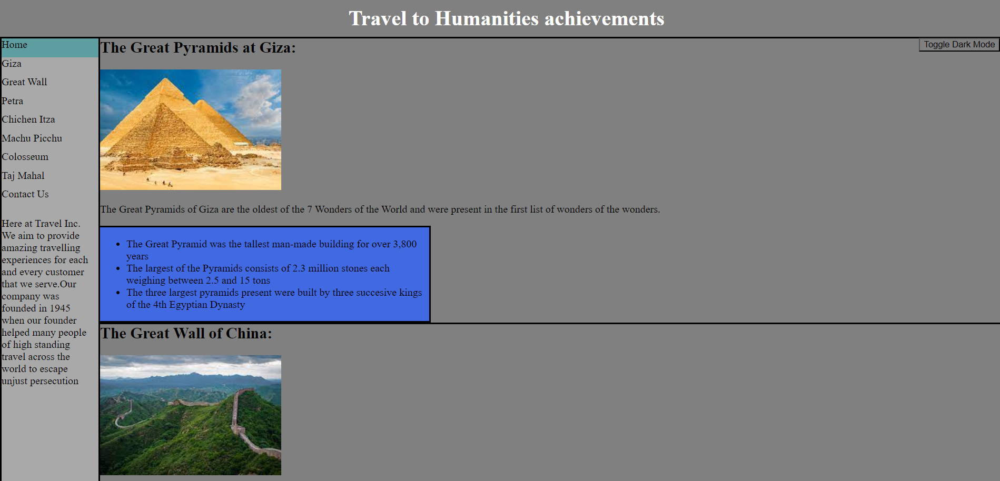 Travel to Humanities achievements
Home
Giza
Great Wall
Petra
Chichen Itza
Machu Picchu
Colosseum
Taj Mahal
Contact Us
Here at Travel Inc.
We aim to provide
amazing travelling
experiences for each
and every customer
that we serve.Our
company was
founded in 1945
when our founder
helped many people
of high standing
travel across the
world to escape
unjust persecution
The Great Pyramids at Giza:
Toggle Dark Mode
The Great Pyramids of Giza are the oldest of the 7 Wonders of the World and were present in the first list of wonders of the wonders.
• The Great Pyramid was the tallest man-made building for over 3,800
years
• The largest of the Pyramids consists of 2.3 million stones each
weighing between 2.5 and 15 tons
• The three largest pyramids present were built by three succesive kings
of the 4th Egyptian Dynasty
The Great Wall of China: